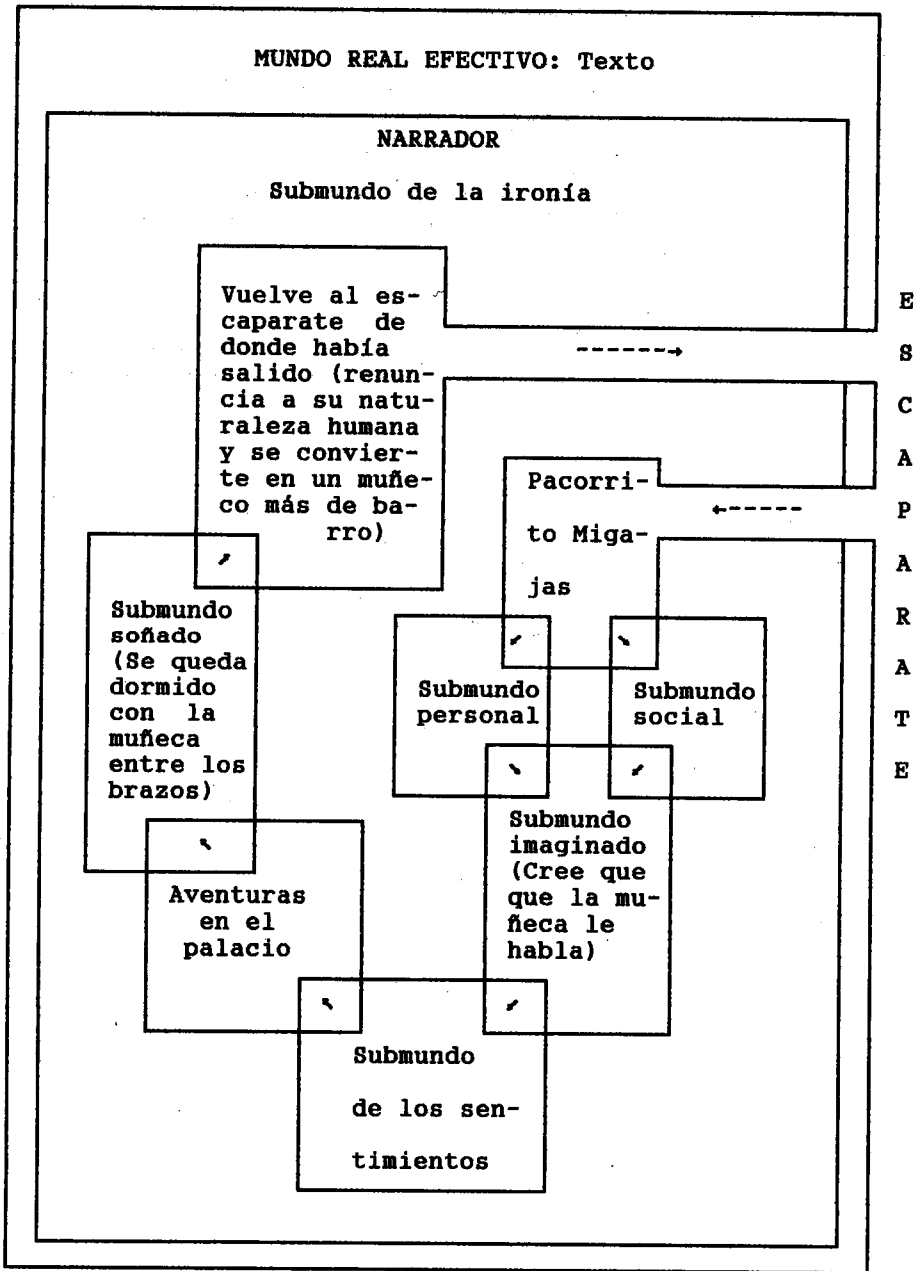 MUNDO REAL EFECTIVO: Texto
NARRADOR
Submundo de la ironía
Vuelve al es-
caparate de
donde había
salido (renun-
cia a su natu-
raleza humana
y se convier-
te en un muñe-
co más de ba-
rro)
Pacorri-
to Miga-
jas
Submundo
personal
Submundo
social
Submundo
imaginado
(Cree que
que la mu-
ñeca le
habla)
Submundo
de los sen-
timientos
Aventuras
en el
palacio
Submundo
soñado
(Se queda
dormido
con la
muñeca
entre los
brazos)
E
S
C
A
P
A
R
A
T
E